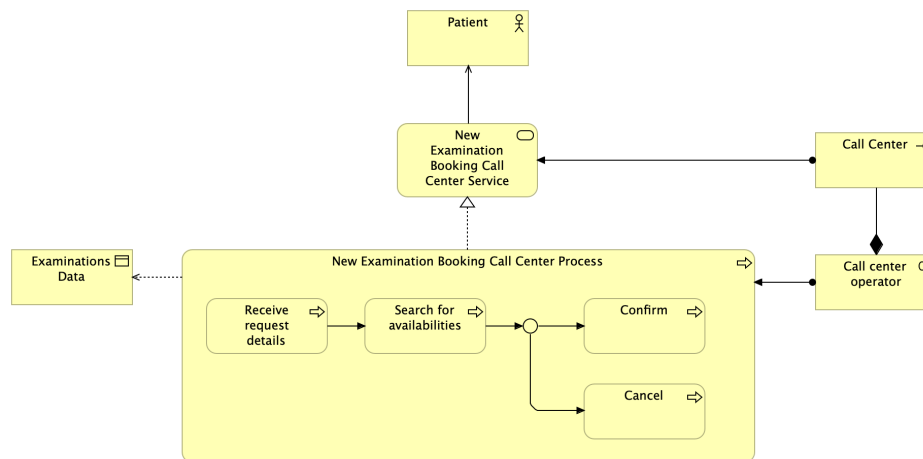 Patient
New
Examination
Booking Call
Center Service
Call Center
Examinations
Data
New Examination Booking Call Center Process
Call center
operator
Receive
request
details
Search for
availabilities
Confirm
Cancel